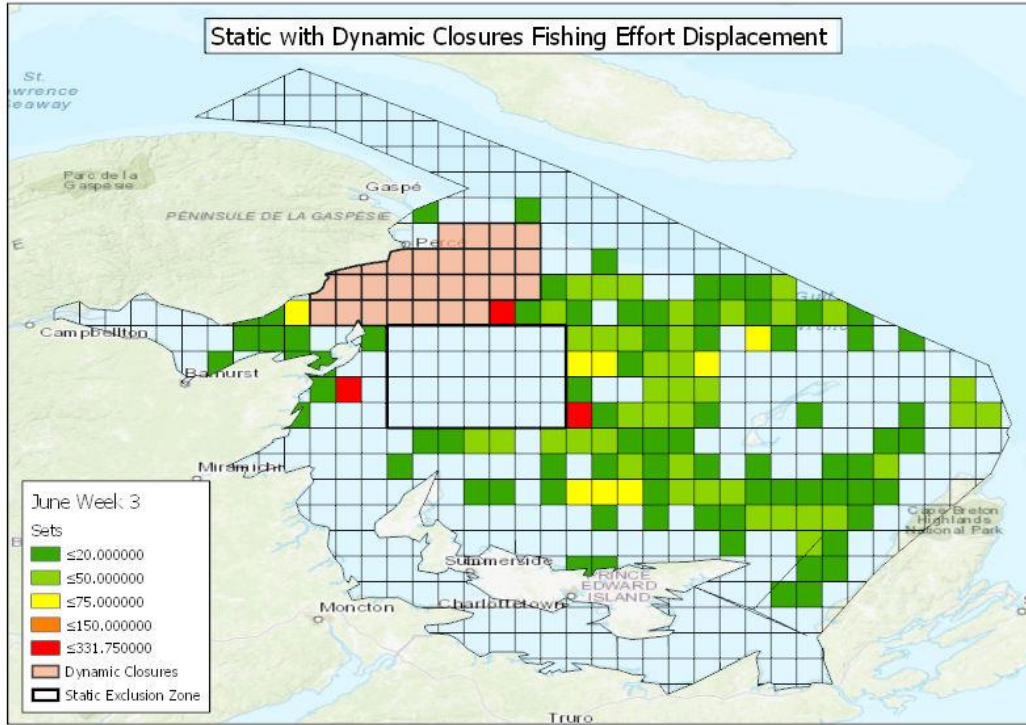 Static with Dynamic Closures Fishing Effort Displacement
St.
awrence
Seaway
Parc de la
Gaspésie
Gaspé
PÉNINSULE DE LA GASPÉSIE
E
Percé
Gulf
Campbellton
Bathurst
Miramichi
June Week 3
Sets
≤20.000000
≤50.000000
≤75.000000
≤150.000000
≤331.750000
Dynamic Closures
Static Exclusion Zone
Cape Breton
Highlands
National Park
Summerside
PRINCE
EDWARD
ISLAND
Charlottetown
Moncton
Truro